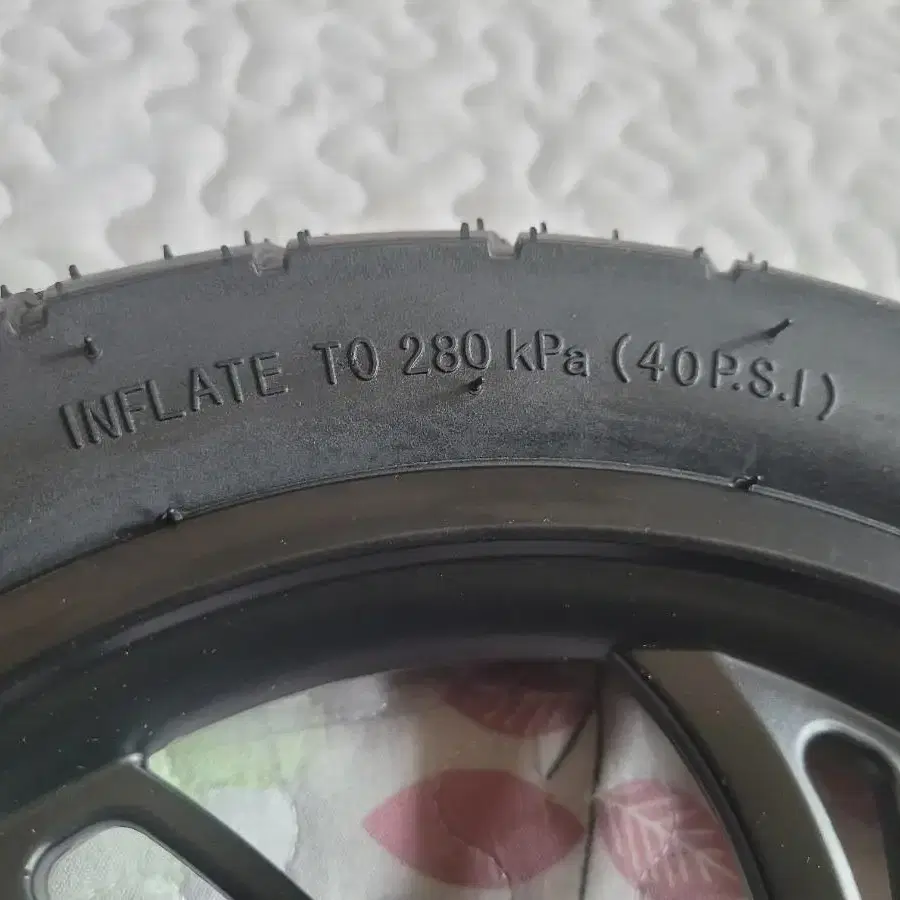 INFLATE TO 280 kPa (40 P.S.I)